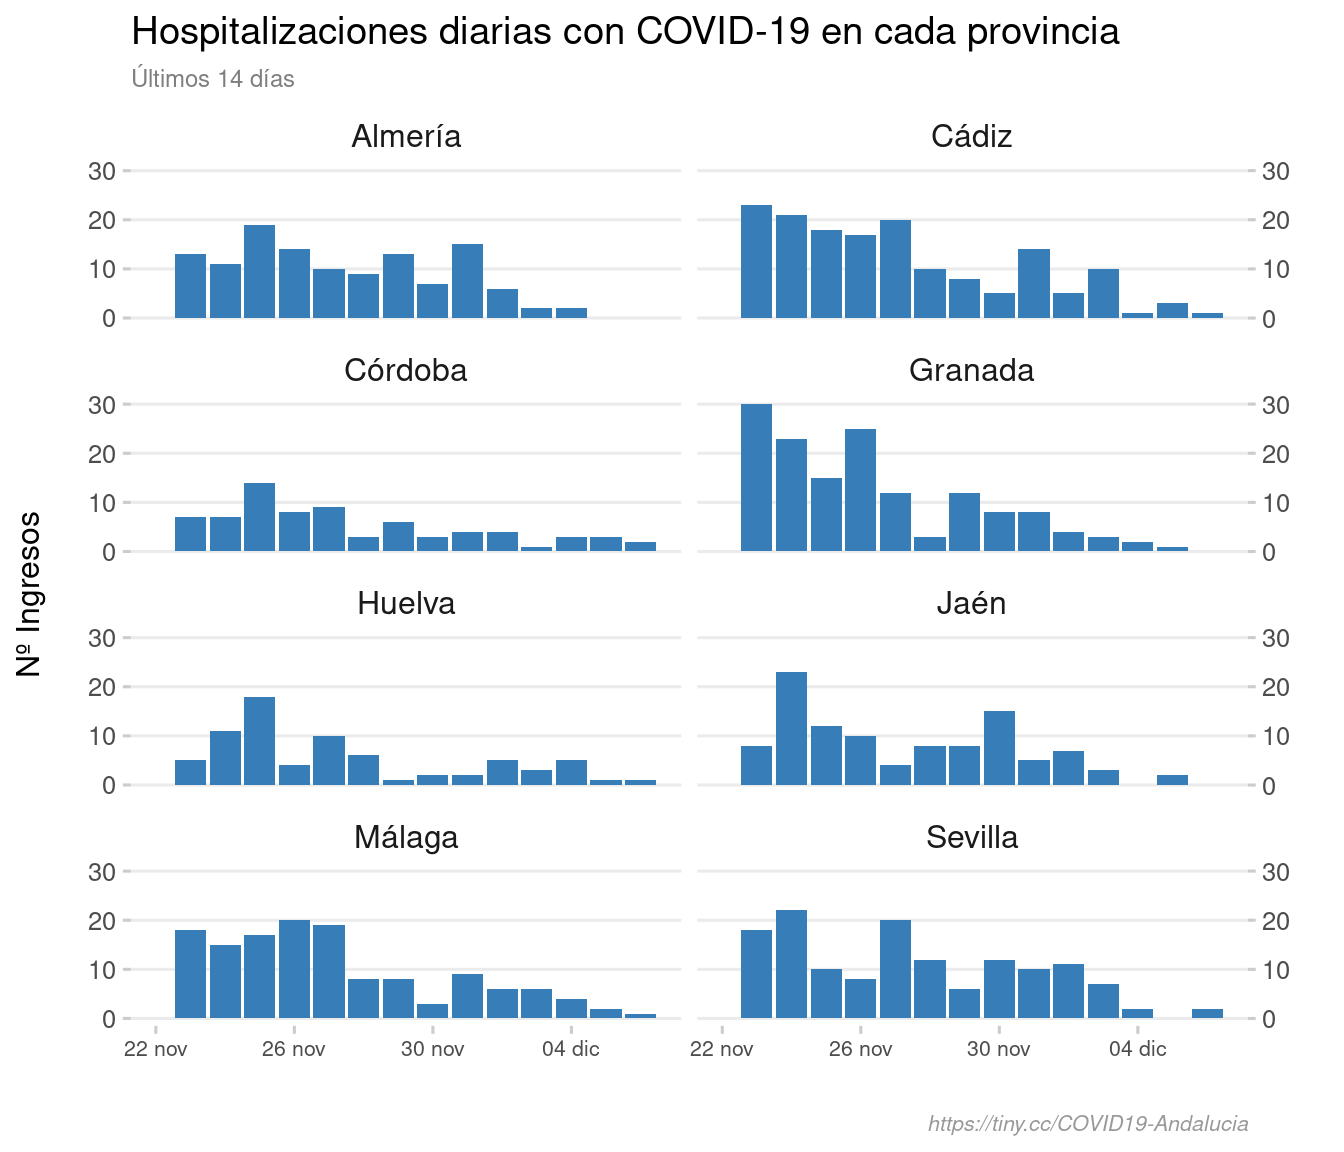 Hospitalizaciones diarias con COVID-19 en cada provincia
Últimos 14 días
Almería
Cádiz
30
20
10
0
30
20
10
0
Córdoba
Granada
30
20
10
0
30
20
10
0
Nº Ingresos
Huelva
Jaén
30
20
10
0
30
20
10
0
Málaga
Sevilla
30
20
10
0
30
20
10
0
22 nov 26 nov 30 nov 04 dic
22 nov 26 nov 30 nov 04 dic
https://tiny.cc/COVID19-Andalucia